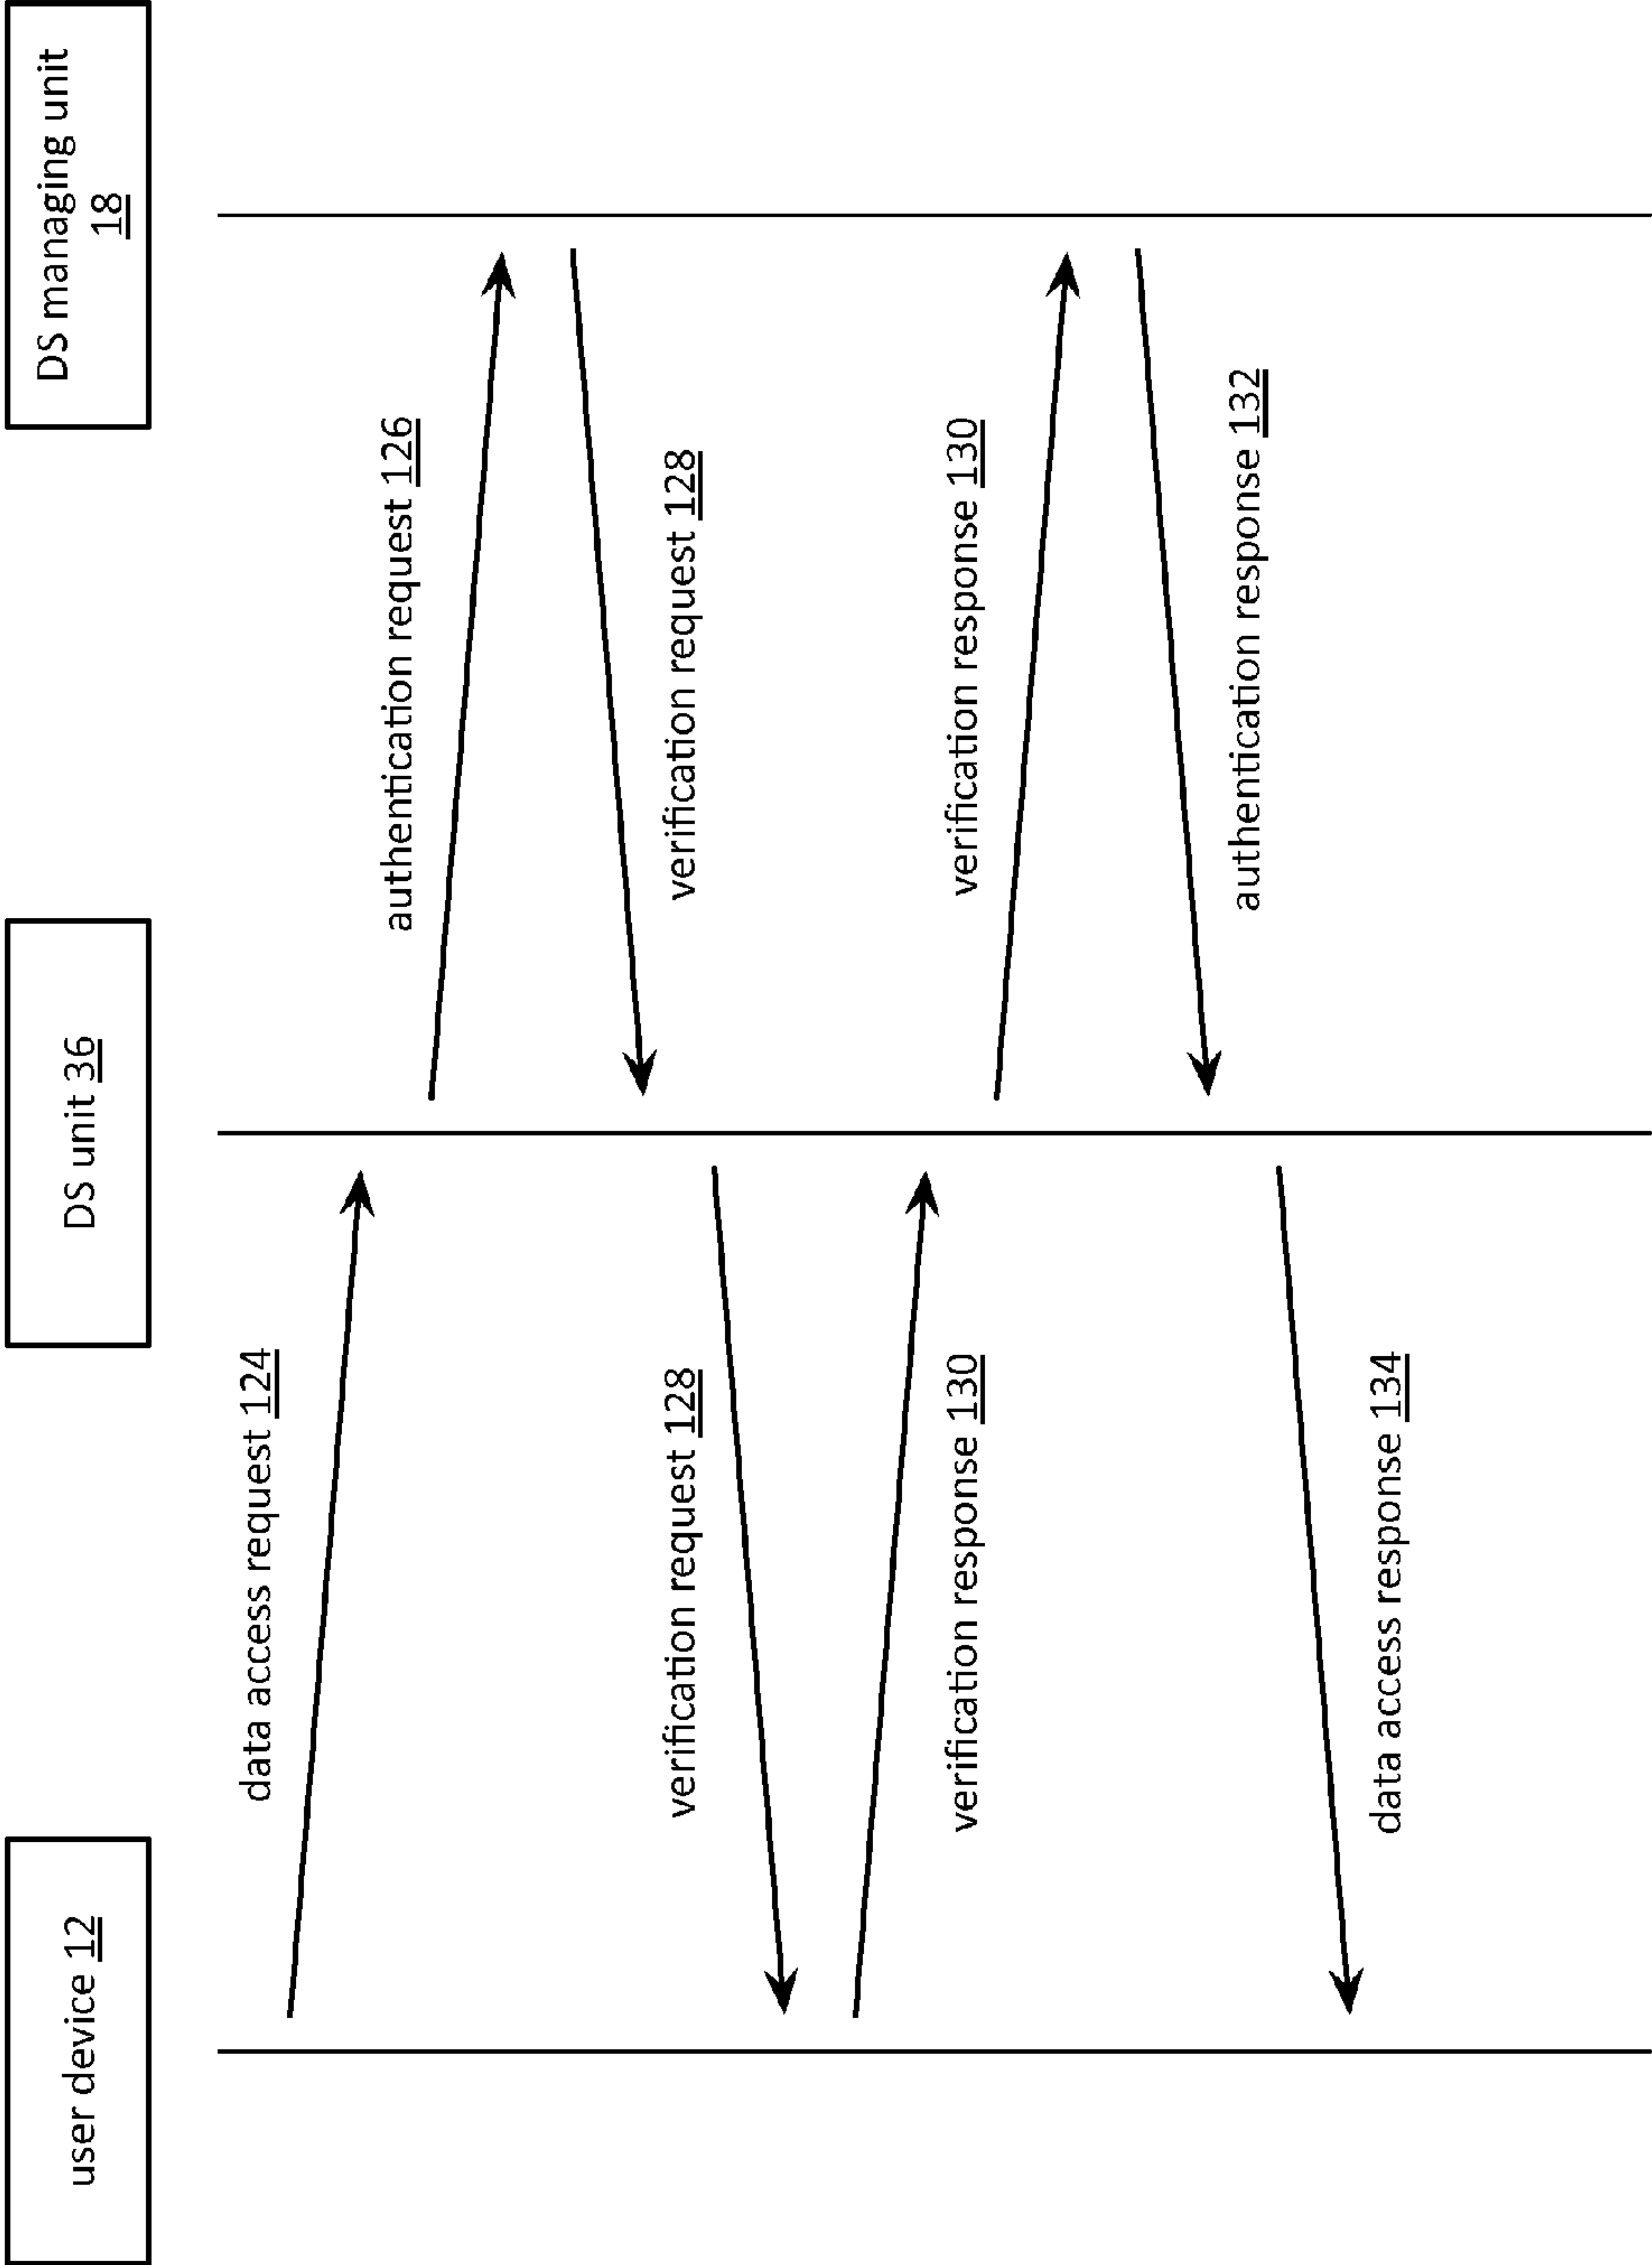 user device 12
DS unit 36
DS managing unit
18
data access request 124
authentication request 126
verification request 128
verification request 128
verification response 130
verification response 130
authentication response 132
data access response 134